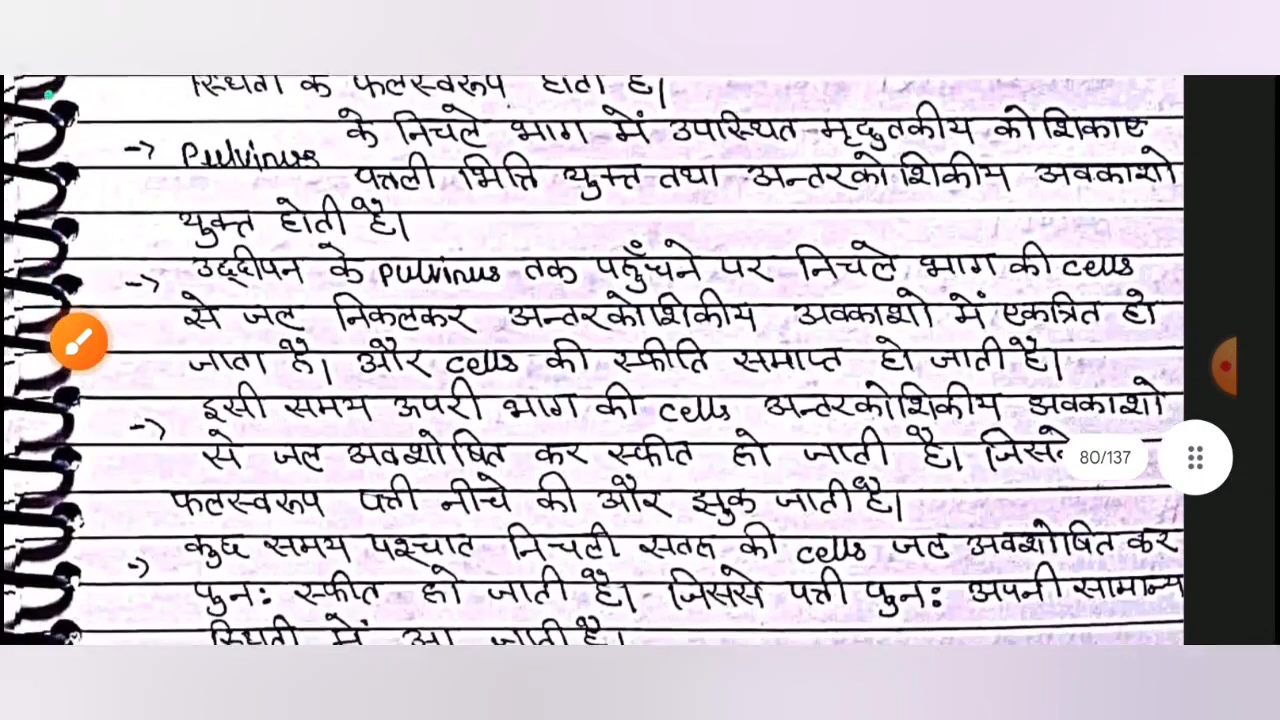 स्थिती के फलस्वरूप होती है।
के निचले भाग में उपस्थित मृदुतकीय कोशिकाए
→ Pulvinus
पतली भित्ति युक्त तथा अन्तरकोशिकीय अवकाशो
युक्त होती है।
→ उद्दीपन के pulvinus तक पहुँचने पर निचले भाग की cells
से जल निकलकर अन्तरकोशिकीय अवकाशो में एकत्रित हो
जाता है। और cells की स्फीति समाप्त हो जाती है।
→ इसी समय ऊपरी भाग की cells अन्तरकोशिकीय अवकाशो
से जल अवशोषित कर स्फीत हो जाती है। जिसके
80/137
फलस्वरूप पत्ती नीचे की और झुक जाती है।
→ कुछ समय पश्चात निचली सतह की cells जल अवशोषित कर
पुनः स्फीत हो जाती है। जिससे पत्ती पुनः अपनी सामान्य
स्थिती में आ जाती है।